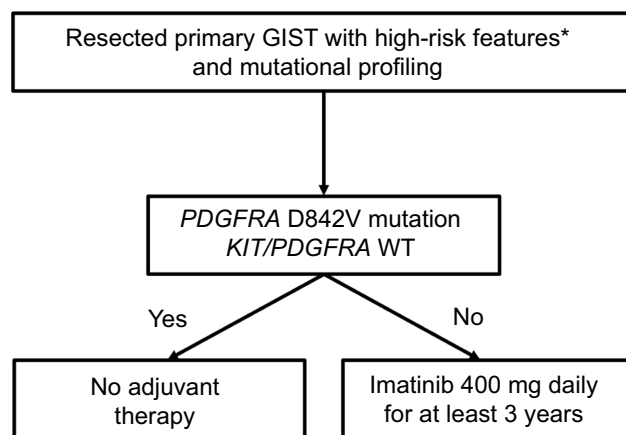 Resected primary GIST with high-risk features*
and mutational profiling
PDGFRA D842V mutation
KIT/PDGFRA WT
Yes
No
No adjuvant
therapy
Imatinib 400 mg daily
for at least 3 years